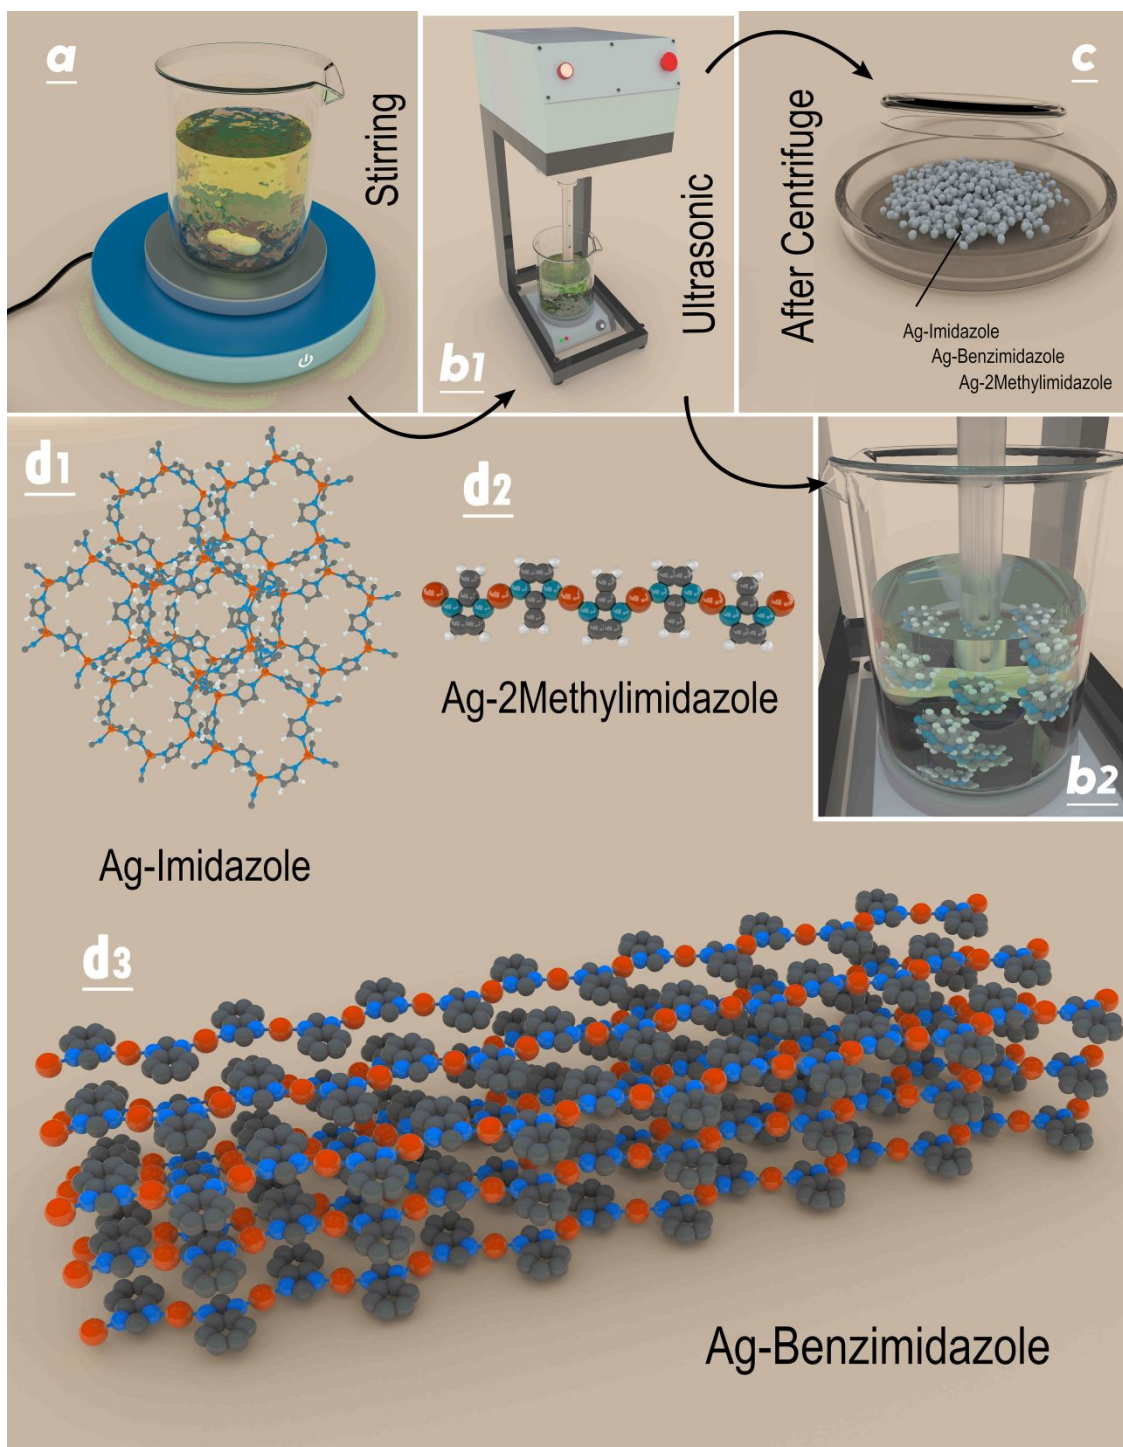 a
Stirring
b1
Ultrasonic
c
After Centrifuge
Ag-Imidazole
Ag-Benzimidazole
Ag-2Methylimidazole
d1
Ag-Imidazole
d2
Ag-2Methylimidazole
b2
d3
Ag-Benzimidazole